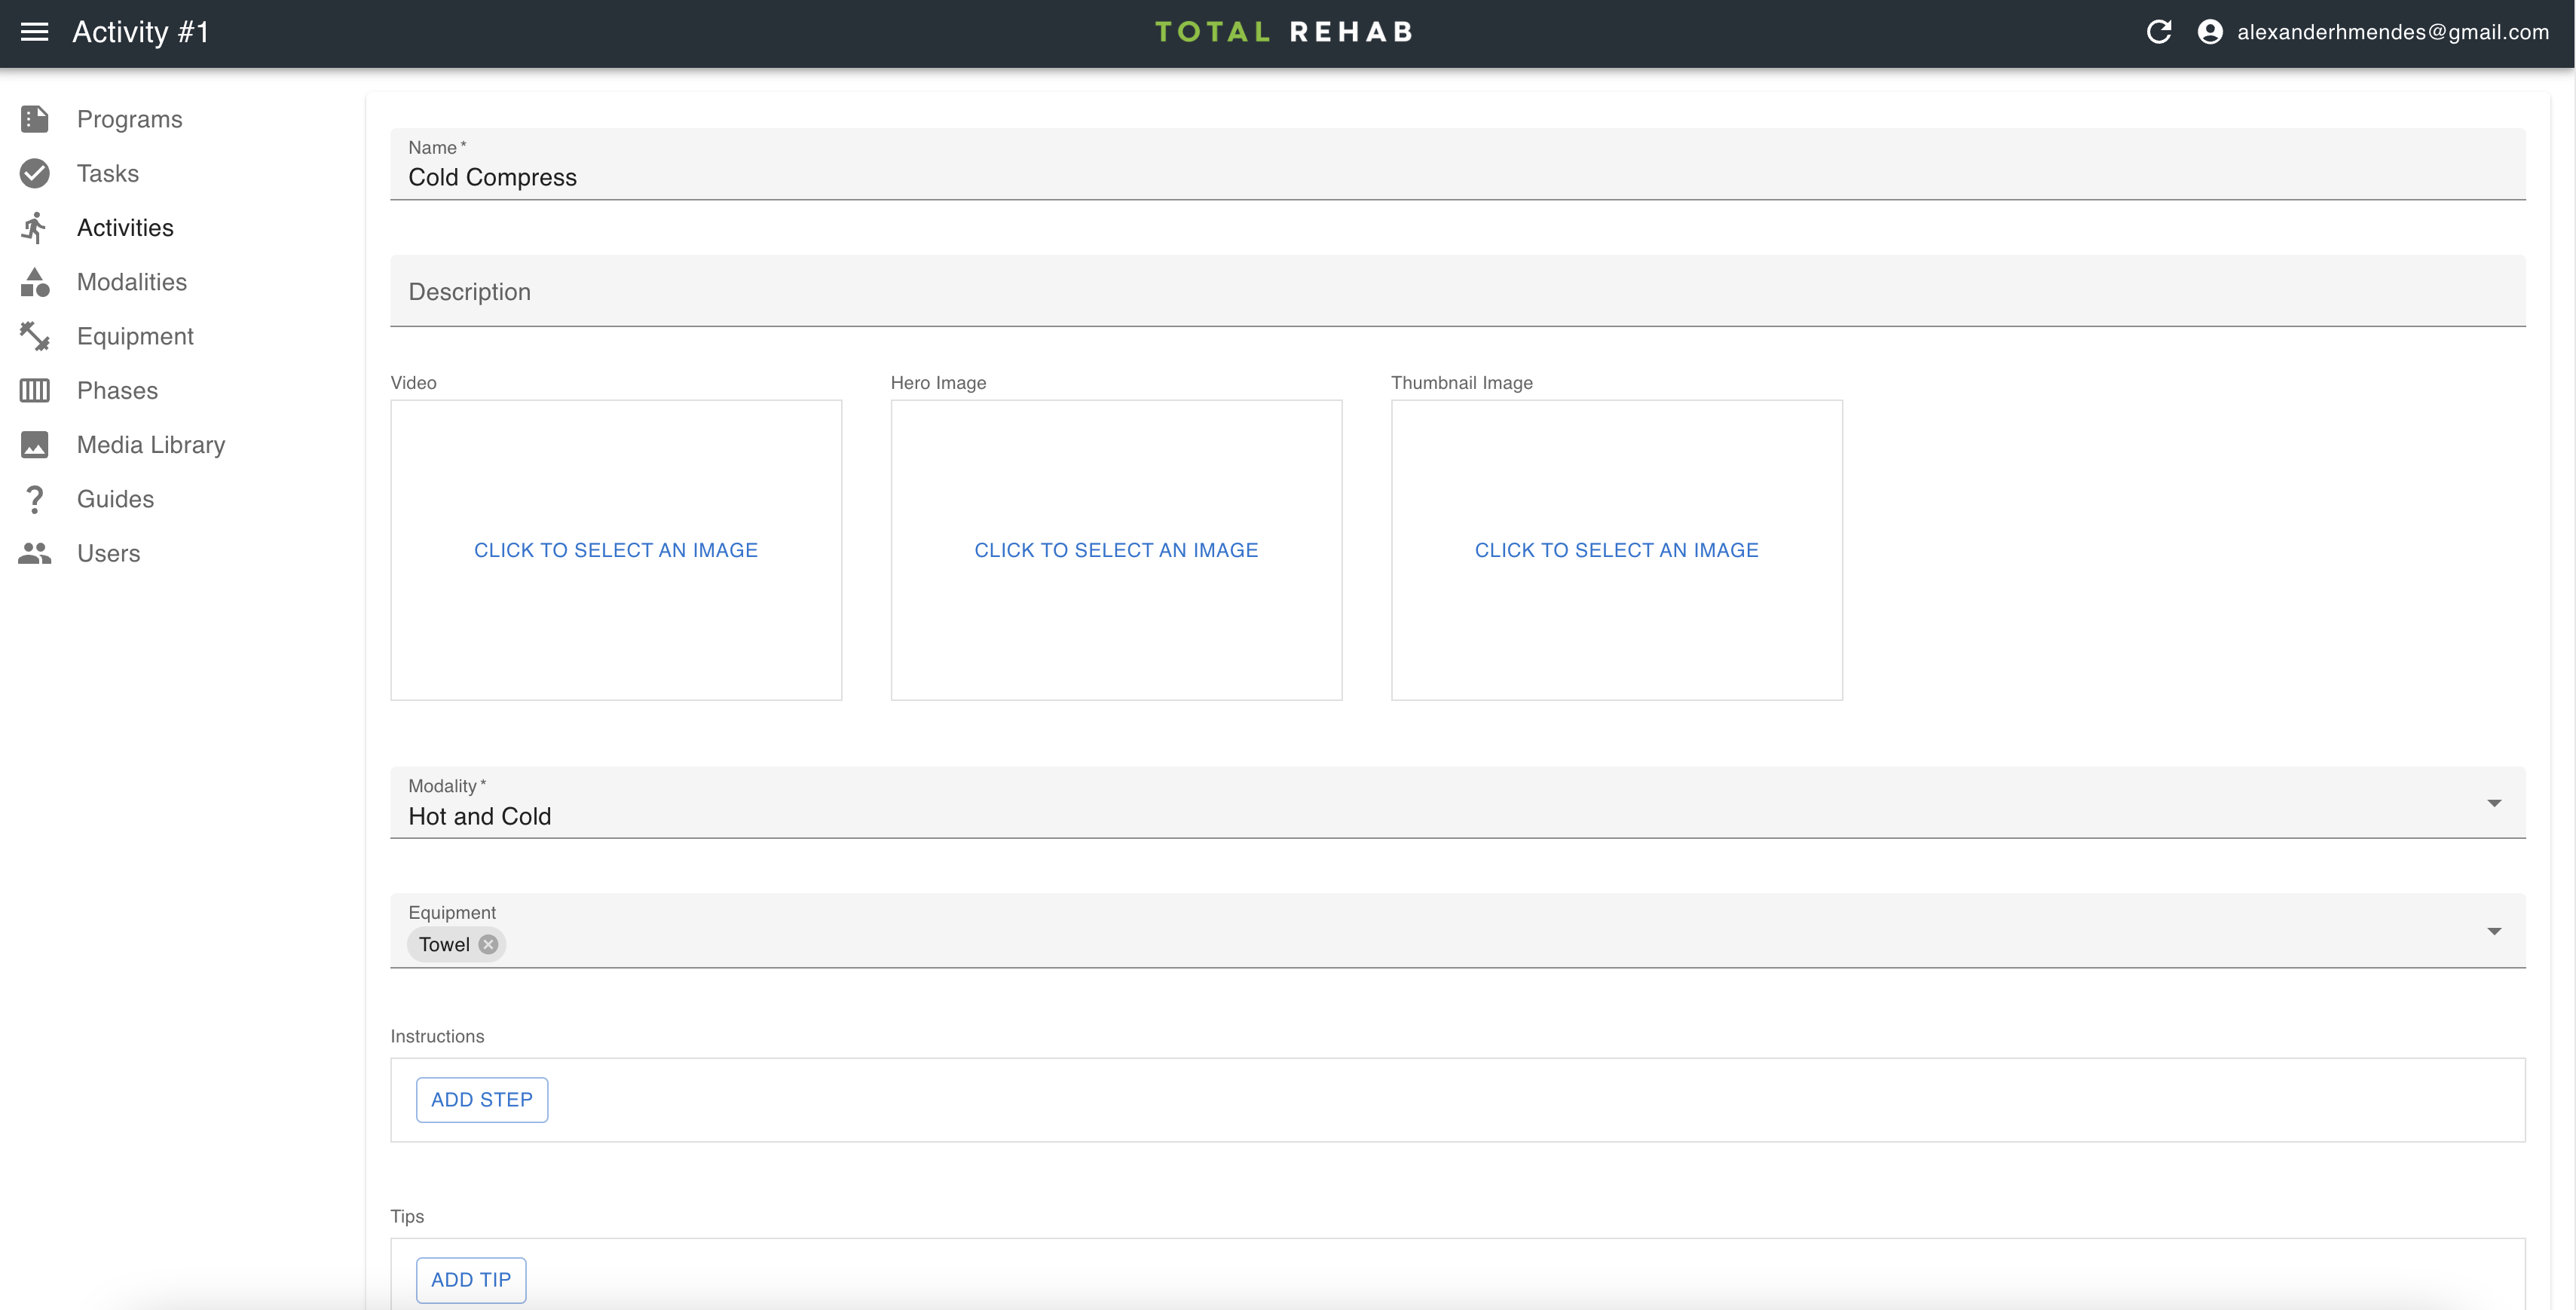 Activity #1
TOTAL REHAB
alexanderhmendes@gmail.com
Programs
Tasks
Activities
Modalities
Equipment
Phases
Media Library
Guides
Users
Name *
Cold Compress
Description
Video
Hero Image
Thumbnail Image
CLICK TO SELECT AN IMAGE
CLICK TO SELECT AN IMAGE
CLICK TO SELECT AN IMAGE
Modality *
Hot and Cold
Equipment
Towel
Instructions
ADD STEP
Tips
ADD TIP